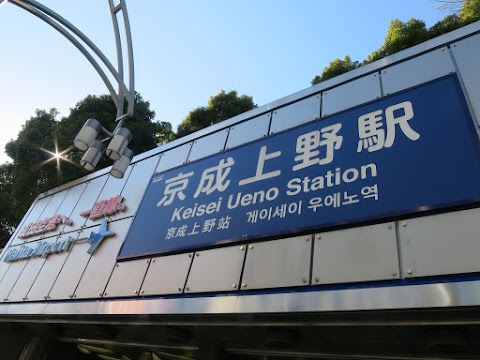 京成上野駅
Keisei Ueno Station
京成上野站 게이세이 우에노역